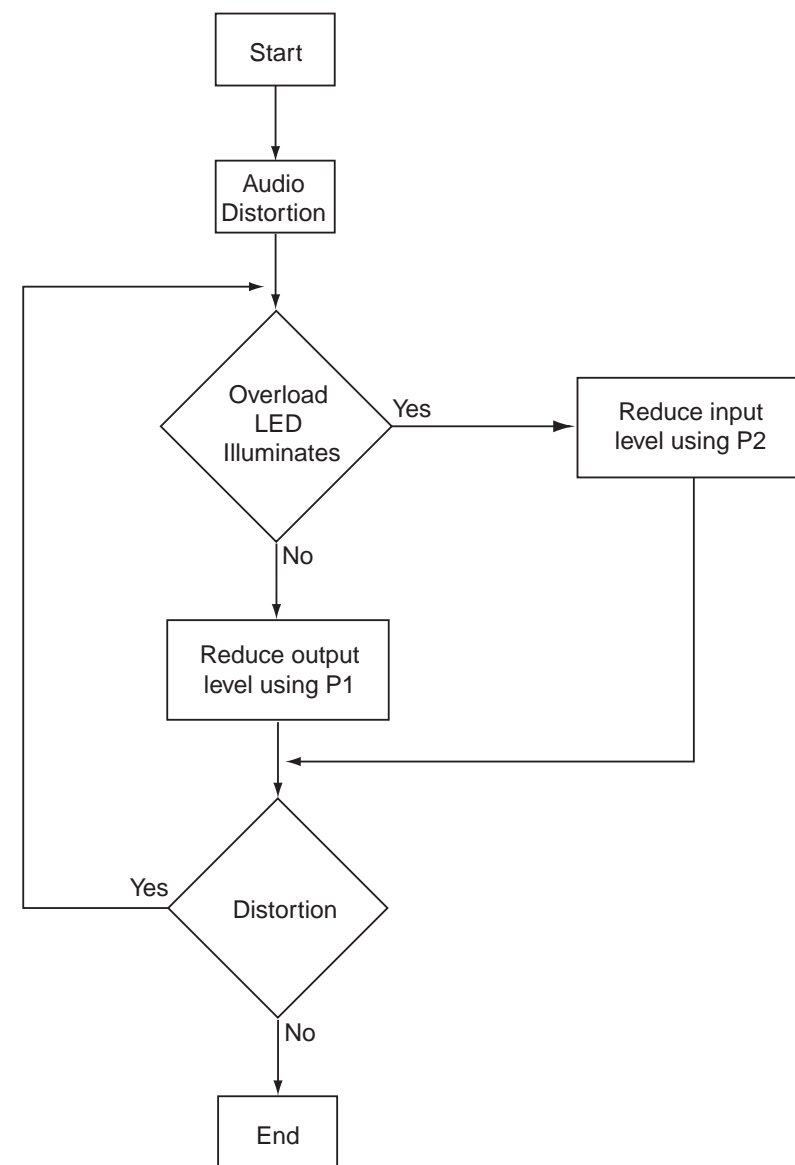 Start
Audio
Distortion
Overload
LED
Illuminates
Yes
Reduce input
level using P2
No
Reduce output
level using P1
Yes
Distortion
No
End